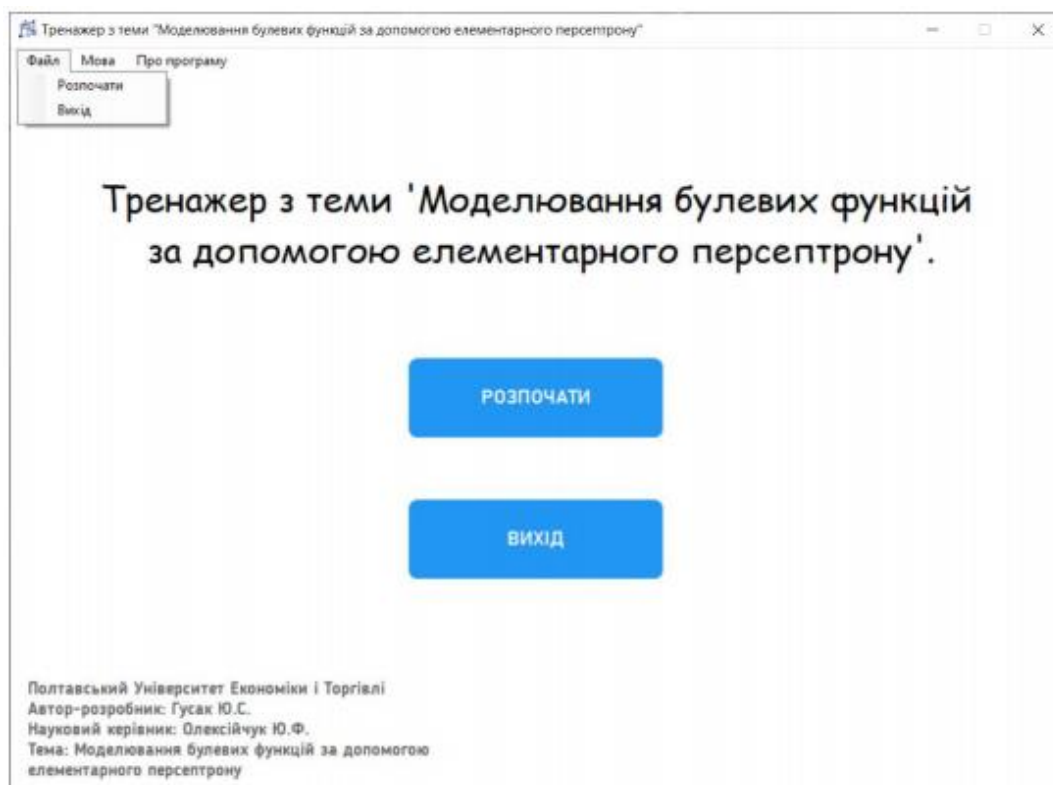 Тренажер з теми "Моделювання булевих функцій за допомогою елементарного персептрону"
Файл Мова Про програму
Розпочати
Вихід
Тренажер з теми 'Моделювання булевих функцій
за допомогою елементарного персептрону'.
РОЗПОЧАТИ
ВИХІД
Полтавський Університет Економіки і Торгівлі
Автор-розробник: Гусак Ю.С.
Науковий керівник: Олексійчук Ю.Ф.
Тема: Моделювання булевих функцій за допомогою
елементарного персептрону